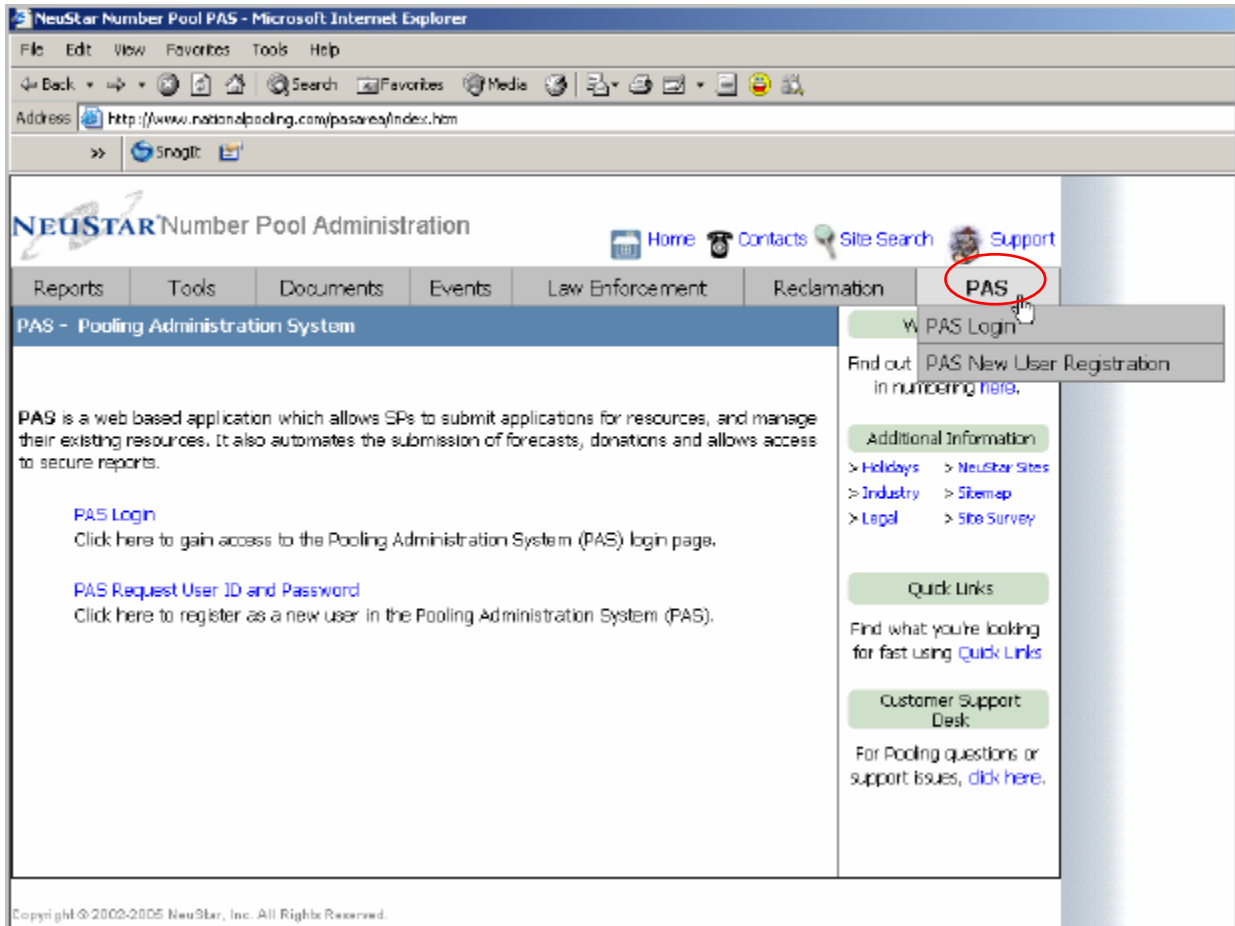 NeuStar Number Pool PAS - Microsoft Internet Explorer
File Edit View Favorites Tools Help
Back Search Favorites Media
Address http://www.nationalpooling.com/pasarea/index.htm
» SnagIt
NEUSTAR Number Pool Administration
Home Contacts Site Search Support
Reports Tools Documents Events Law Enforcement Reclamation PAS
PAS - Pooling Administration System
W
PAS Login
PAS New User Registration
Find out
in numbering here.
PAS is a web based application which allows SPs to submit applications for resources, and manage
their existing resources. It also automates the submission of forecasts, donations and allows access
to secure reports.
PAS Login
Click here to gain access to the Pooling Administration System (PAS) login page.
PAS Request User ID and Password
Click here to register as a new user in the Pooling Administration System (PAS).
Additional Information
> Holidays > NeuStar Sites
> Industry > Sitemap
> Legal > Site Survey
Quick Links
Find what you're looking
for fast using Quick Links
Customer Support
Desk
For Pooling questions or
support issues, click here.
Copyright © 2002-2005 NeuStar, Inc. All Rights Reserved.